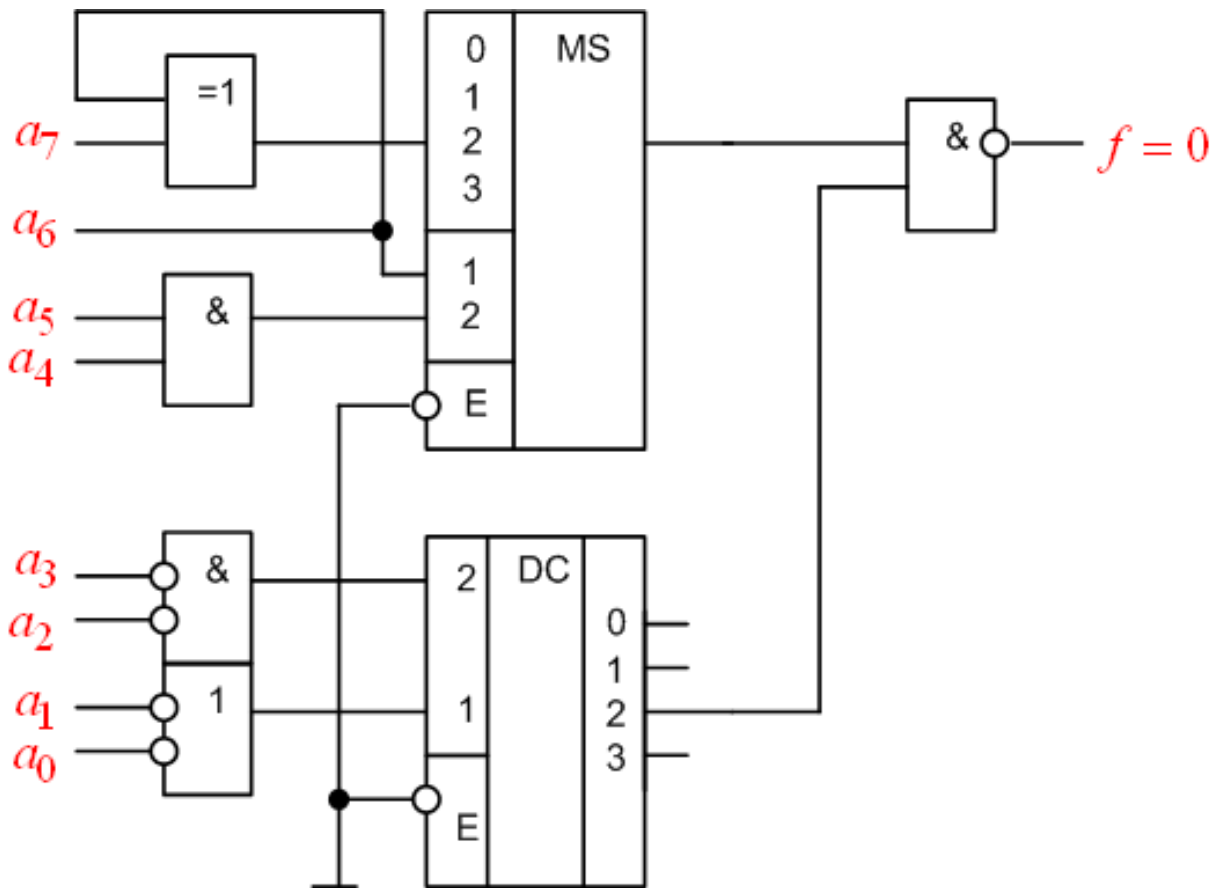 0 MS
=1
1
a7 2 & f = 0
3
a6
1
a5 & 2
a4
E
a3 & 2 DC
a2 0
1
a1 1 1 2
a0 3
E